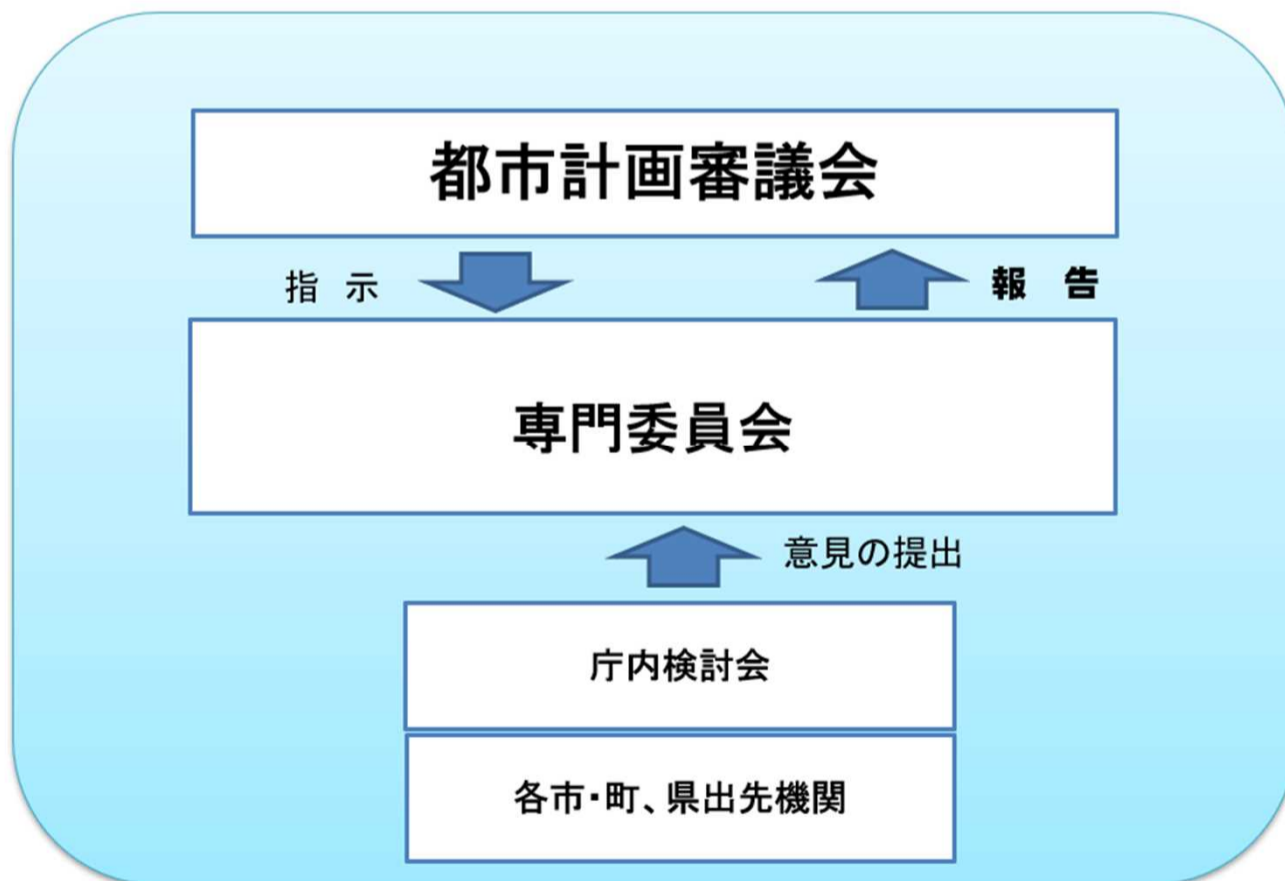 都市計画審議会
指 示
報 告
専門委員会
意見の提出
庁内検討会
各市・町、県出先機関